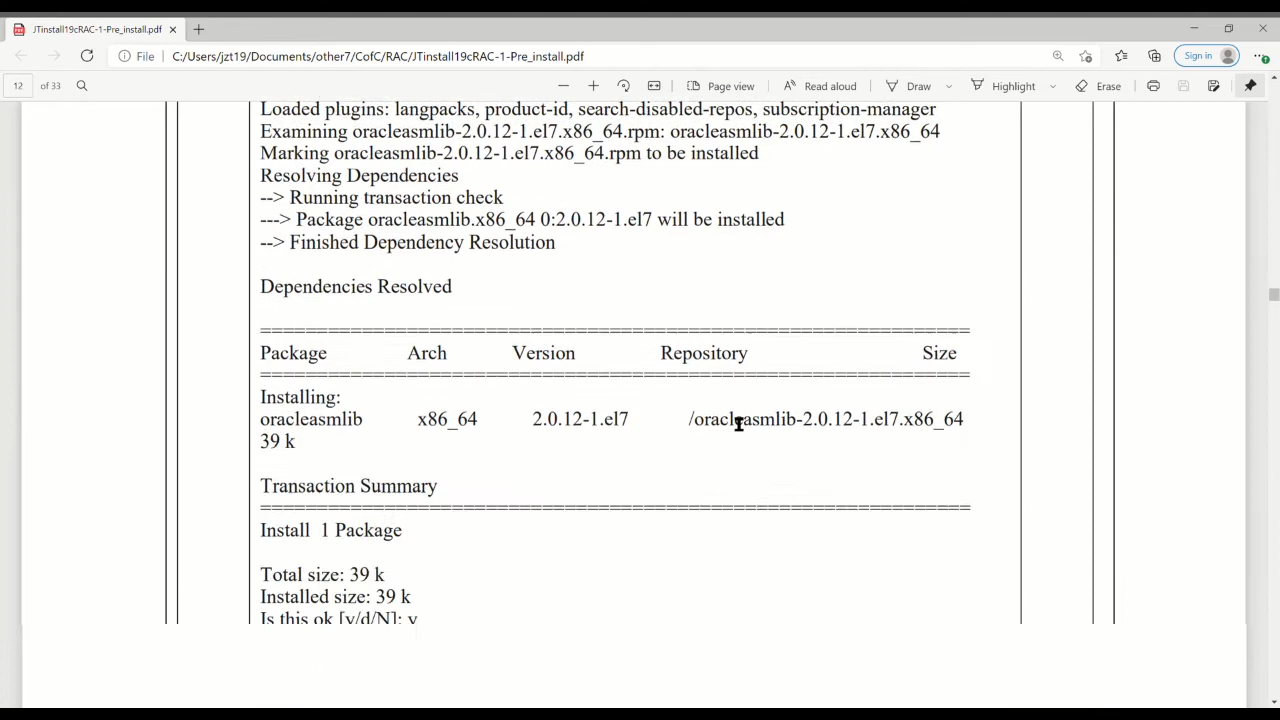 JTinstall19cRAC-1-Pre_install.pdf
File C:/Users/jzt19/Documents/other7/CofC/RAC/JTinstall19cRAC-1-Pre_install.pdf Sign in
12 of 33 Page view Read aloud Draw Highlight Erase
Loaded plugins: langpacks, product-id, search-disabled-repos, subscription-manager
Examining oracleasmlib-2.0.12-1.el7.x86_64.rpm: oracleasmlib-2.0.12-1.el7.x86_64
Marking oracleasmlib-2.0.12-1.el7.x86_64.rpm to be installed
Resolving Dependencies
--> Running transaction check
---> Package oracleasmlib.x86_64 0:2.0.12-1.el7 will be installed
--> Finished Dependency Resolution
Dependencies Resolved
================================================================
Package Arch Version Repository Size
================================================================
Installing:
oracleasmlib x86_64 2.0.12-1.el7 /oracleasmlib-2.0.12-1.el7.x86_64
39 k
Transaction Summary
================================================================
Install 1 Package
Total size: 39 k
Installed size: 39 k
Is this ok [y/d/N]: y